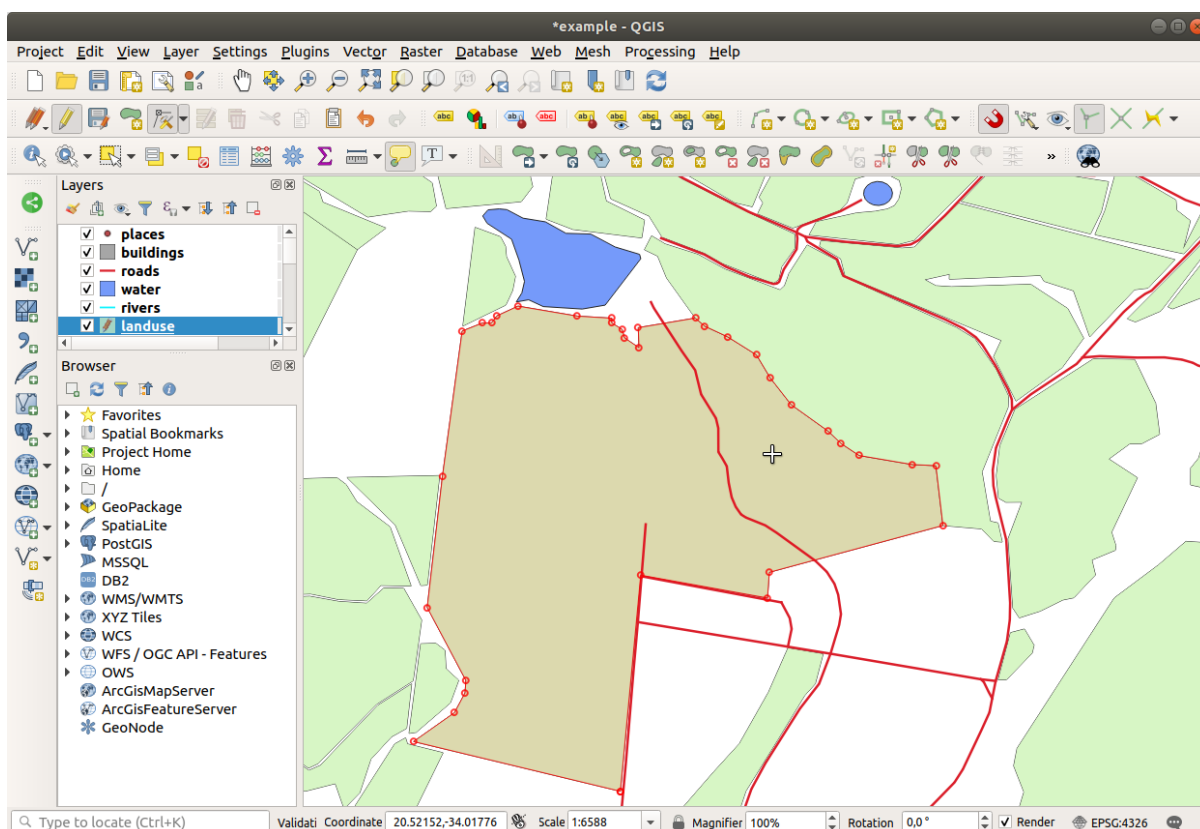 *example - QGIS
Project Edit View Layer Settings Plugins Vector Raster Database Web Mesh Processing Help
Layers
places
buildings
roads
water
rivers
landuse
Browser
Favorites
Spatial Bookmarks
Project Home
Home
/
GeoPackage
SpatiaLite
PostGIS
MSSQL
DB2
DB2
WMS/WMTS
XYZ Tiles
WCS
WFS / OGC API - Features
OWS
ArcGisMapServer
ArcGisFeatureServer
GeoNode
Type to locate (Ctrl+K) Validati Coordinate 20.52152,-34.01776 Scale 1:6588 Magnifier 100% Rotation 0,0 ° Render EPSG:4326